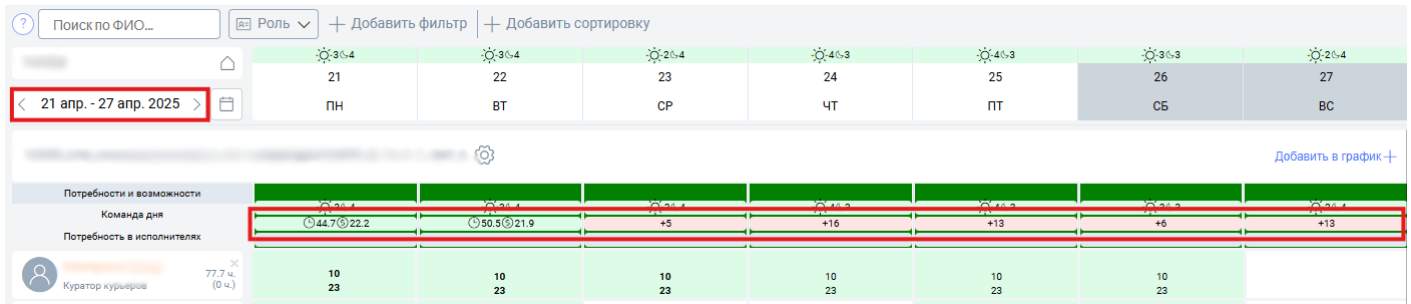 ? Поиск по ФИО... Роль + Добавить фильтр + Добавить сортировку
3 4 3 4 2 4 4 3 4 3 3 3 2 4
21 22 23 24 25 26 27
< 21 апр. - 27 апр. 2025 > ПН ВТ СР ЧТ ПТ СБ ВС
Добавить в график +
Потребности и возможности
Команда дня
44.7 22.2 50.5 21.9 +5 +16 +13 +6 +13
Потребность в исполнителях
77.7 ч. 10 10 10 10 10 10
Куратор курьеров (0 ч.) 23 23 23 23 23 23